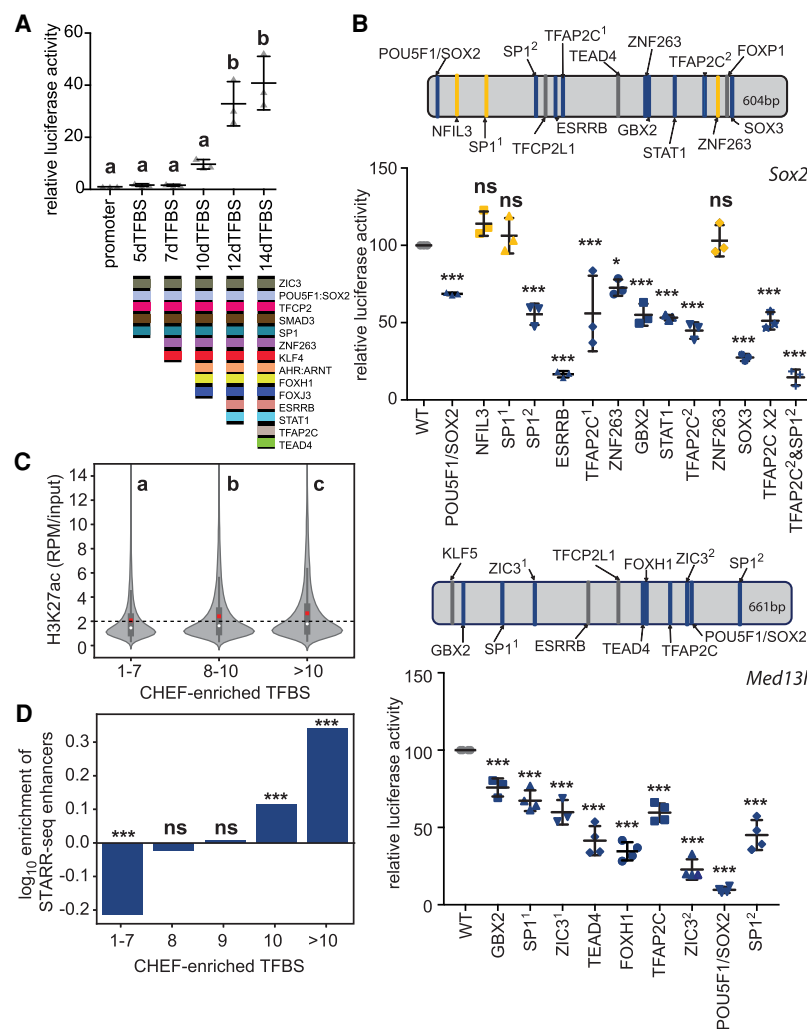 A
relative luciferase activity
60
40
20
0
a
a
a
a
b
b
promoter
5dTFBS
7dTFBS
10dTFBS
12dTFBS
14dTFBS
ZIC3
POU5F1:SOX2
TFCP2
SMAD3
SP1
ZNF263
KLF4
AHR:ARNT
FOXH1
FOXJ3
ESRRB
STAT1
TFAP2C
TEAD4
B
POU5F1/SOX2
SP1²
TFAP2C¹
TEAD4
ZNF263
TFAP2C²
FOXP1
604bp
NFIL3
SP1¹
TFCP2L1
ESRRB
GBX2
STAT1
ZNF263
SOX3
Sox2
relative luciferase activity
150
100
50
0
***
ns
ns
***
***
***
*
***
***
***
ns
***
***
***
WT
POU5F1/SOX2
NFIL3
SP1¹
SP1²
ESRRB
TFAP2C¹
ZNF263
GBX2
STAT1
TFAP2C²
ZNF263
SOX3
TFAP2C X2
TFAP2C²&SP1²
KLF5
ZIC3¹
TFCP2L1
FOXH1
ZIC3²
SP1²
661bp
GBX2
SP1¹
ESRRB
TEAD4
TFAP2C
POU5F1/SOX2
Med13l
relative luciferase activity
150
100
50
0
***
***
***
***
***
***
***
***
***
WT
GBX2
SP1¹
ZIC3¹
TEAD4
FOXH1
TFAP2C
ZIC3²
POU5F1/SOX2
SP1²
C
H3K27ac (RPM/input)
14
12
10
8
6
4
2
0
a
b
c
1-7
8-10
>10
CHEF-enriched TFBS
D
log10 enrichment of
STARR-seq enhancers
0.3
0.2
0.1
0.0
-0.1
-0.2
***
ns
ns
***
***
1-7
8
9
10
>10
CHEF-enriched TFBS